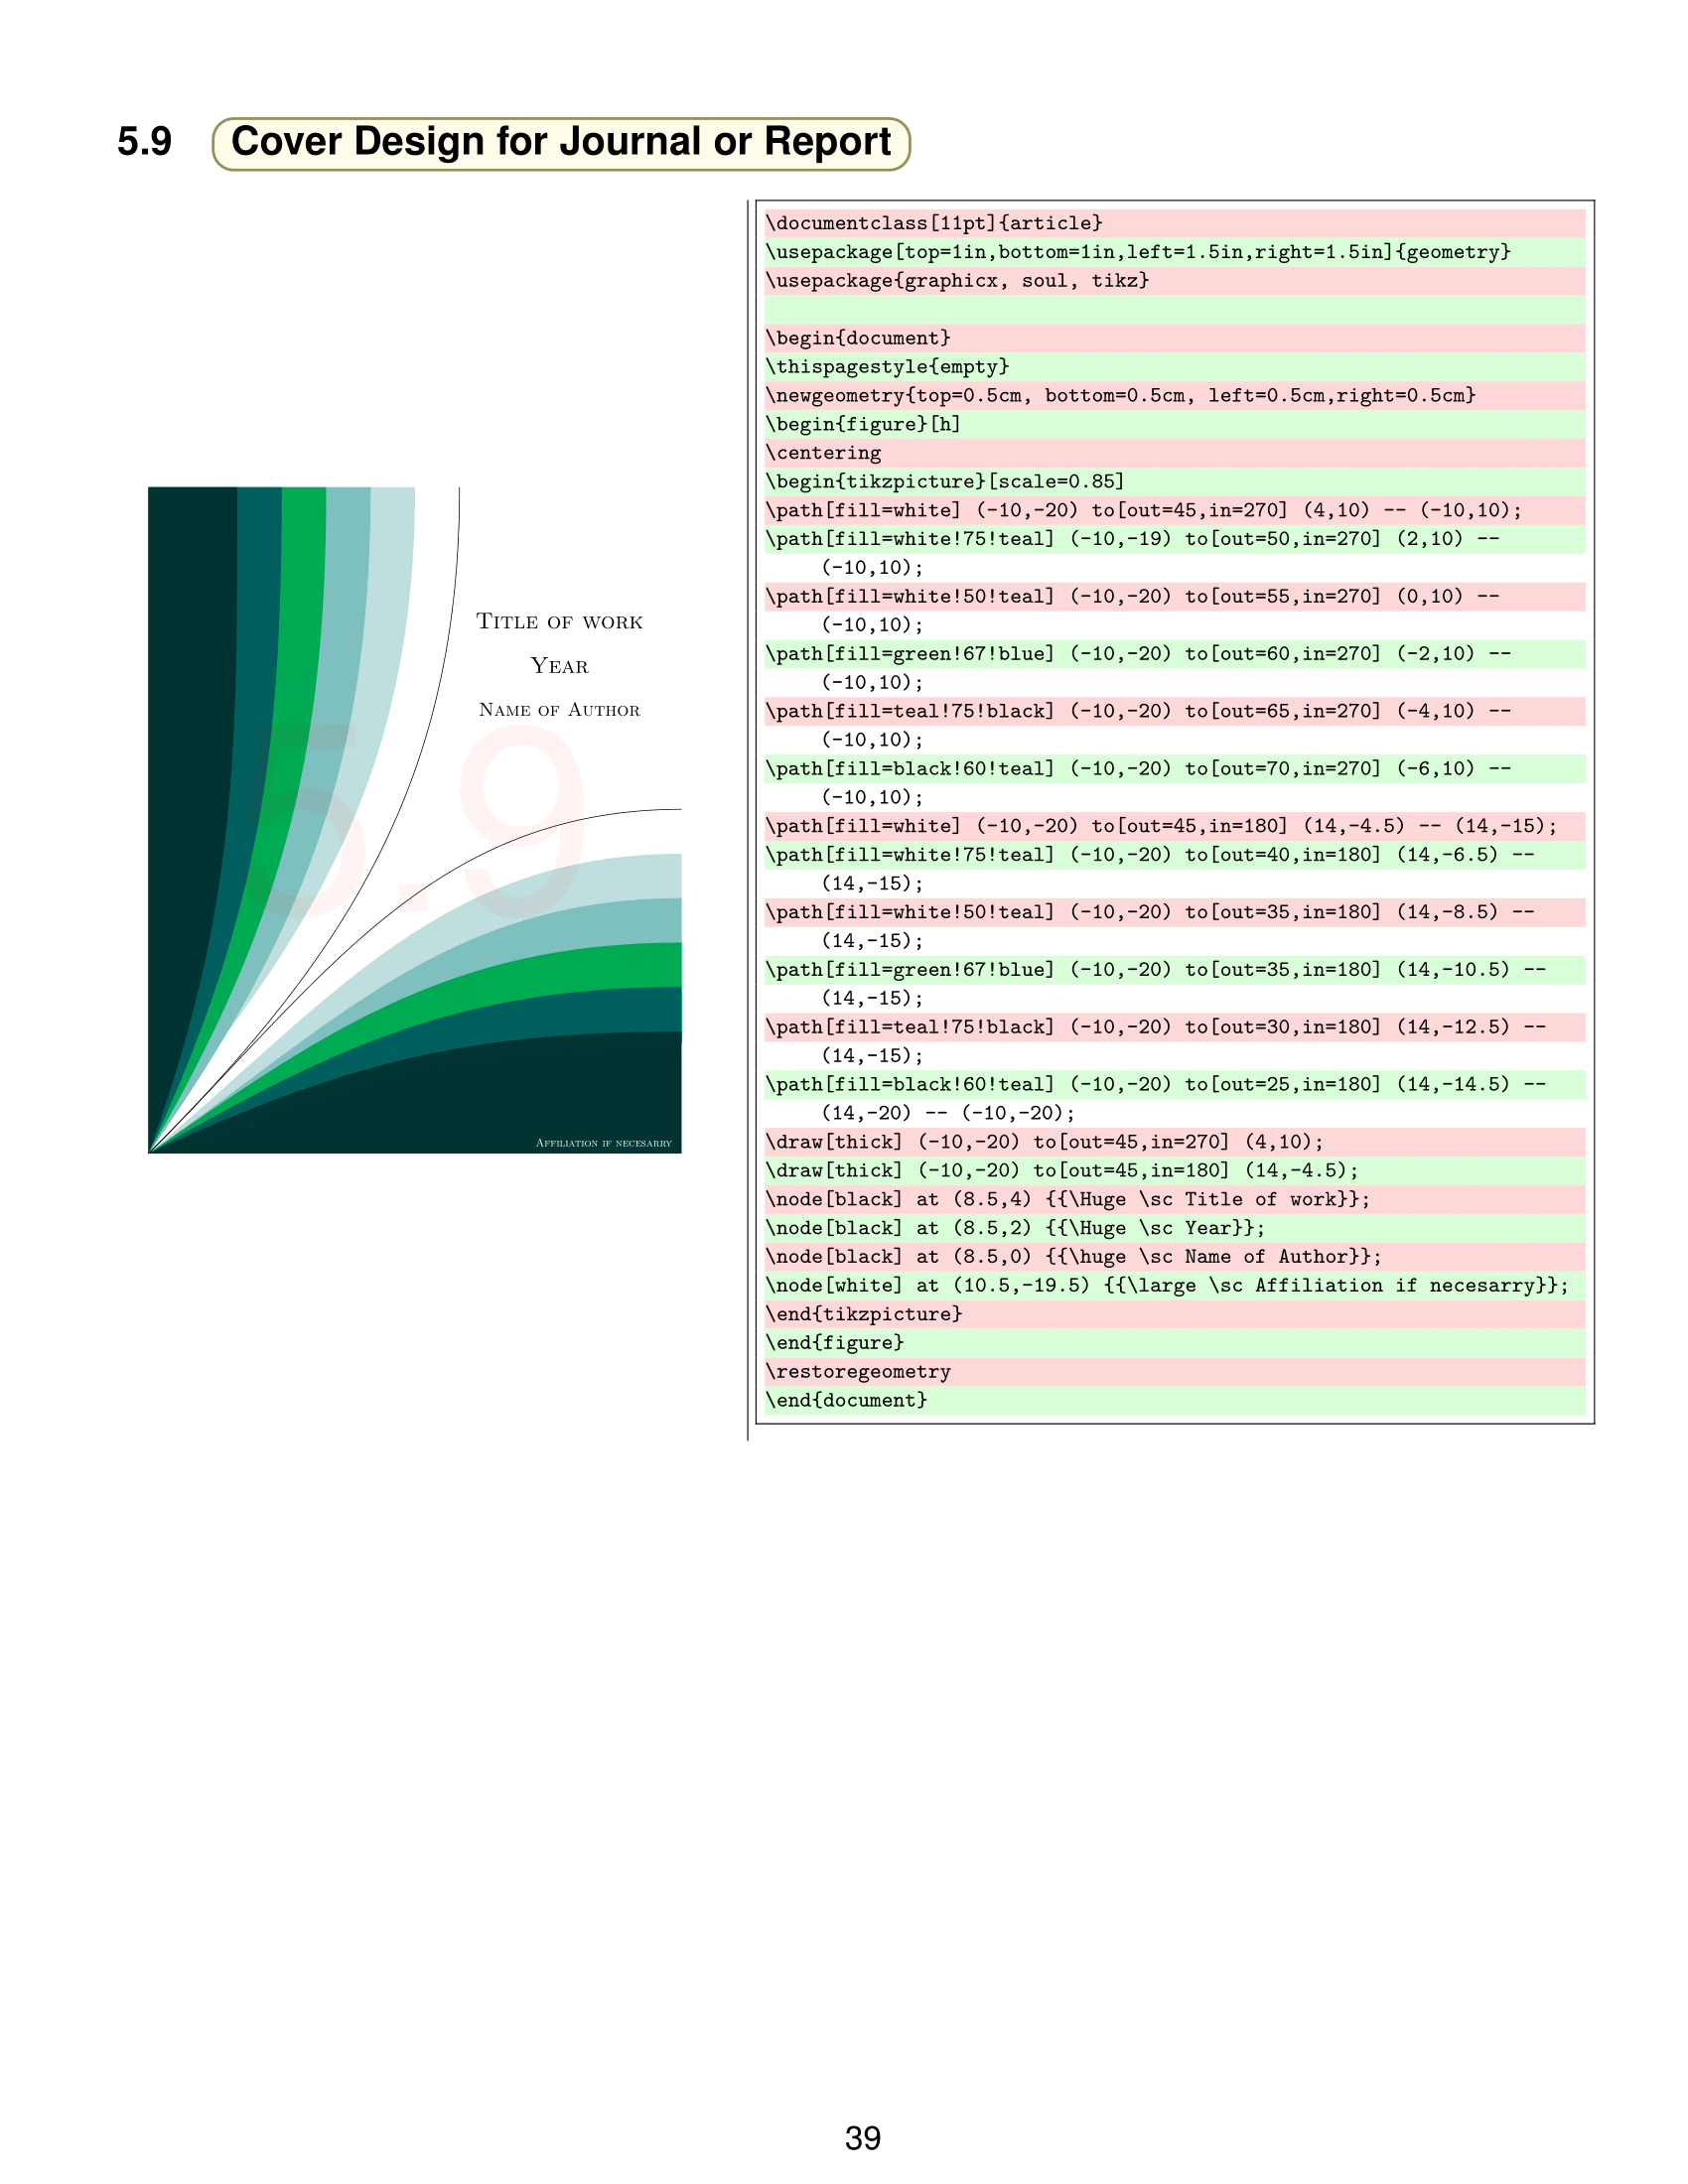 5.9 Cover Design for Journal or Report
Title of work
Year
Name of Author
5.9
Affiliation if necesarry
\documentclass[11pt]{article}
\usepackage[top=1in,bottom=1in,left=1.5in,right=1.5in]{geometry}
\usepackage{graphicx, soul, tikz}
\begin{document}
\thispagestyle{empty}
\newgeometry{top=0.5cm, bottom=0.5cm, left=0.5cm,right=0.5cm}
\begin{figure}[h]
\centering
\begin{tikzpicture}[scale=0.85]
\path[fill=white] (-10,-20) to[out=45,in=270] (4,10) -- (-10,10);
\path[fill=white!75!teal] (-10,-19) to[out=50,in=270] (2,10) --
(-10,10);
\path[fill=white!50!teal] (-10,-20) to[out=55,in=270] (0,10) --
(-10,10);
\path[fill=green!67!blue] (-10,-20) to[out=60,in=270] (-2,10) --
(-10,10);
\path[fill=teal!75!black] (-10,-20) to[out=65,in=270] (-4,10) --
(-10,10);
\path[fill=black!60!teal] (-10,-20) to[out=70,in=270] (-6,10) --
(-10,10);
\path[fill=white] (-10,-20) to[out=45,in=180] (14,-4.5) -- (14,-15);
\path[fill=white!75!teal] (-10,-20) to[out=40,in=180] (14,-6.5) --
(14,-15);
\path[fill=white!50!teal] (-10,-20) to[out=35,in=180] (14,-8.5) --
(14,-15);
\path[fill=green!67!blue] (-10,-20) to[out=35,in=180] (14,-10.5) --
(14,-15);
\path[fill=teal!75!black] (-10,-20) to[out=30,in=180] (14,-12.5) --
(14,-15);
\path[fill=black!60!teal] (-10,-20) to[out=25,in=180] (14,-14.5) --
(14,-20) -- (-10,-20);
\draw[thick] (-10,-20) to[out=45,in=270] (4,10);
\draw[thick] (-10,-20) to[out=45,in=180] (14,-4.5);
\node[black] at (8.5,4) {{\Huge \sc Title of work}};
\node[black] at (8.5,2) {{\Huge \sc Year}};
\node[black] at (8.5,0) {{\huge \sc Name of Author}};
\node[white] at (10.5,-19.5) {{\large \sc Affiliation if necesarry}};
\end{tikzpicture}
\end{figure}
\restoregeometry
\end{document}
39